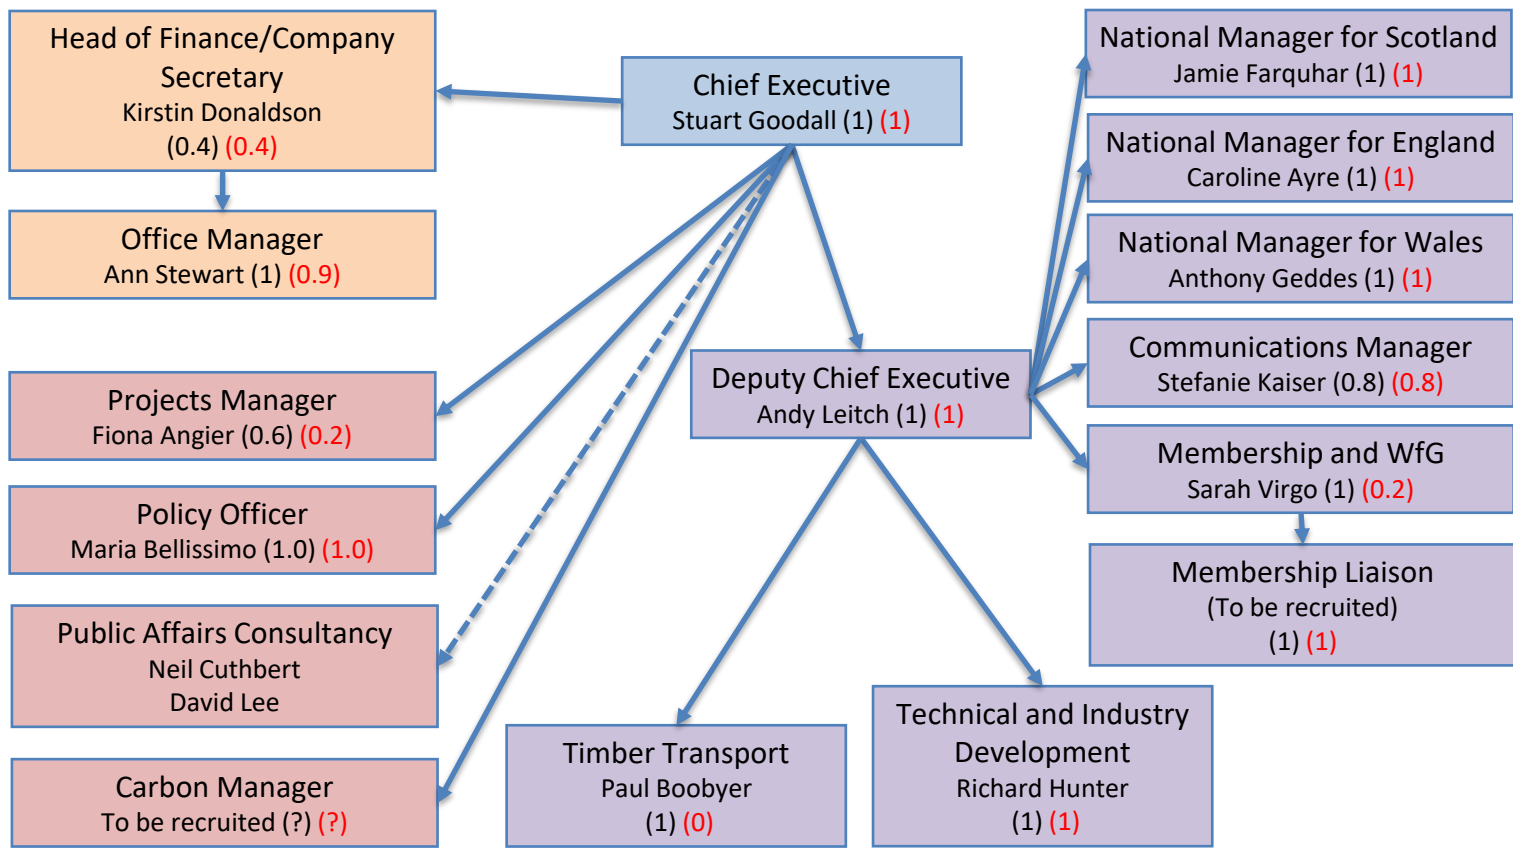 Head of Finance/Company
Secretary
Kirstin Donaldson
(0.4) (0.4)
Chief Executive
Stuart Goodall (1) (1)
National Manager for Scotland
Jamie Farquhar (1) (1)
National Manager for England
Caroline Ayre (1) (1)
Office Manager
Ann Stewart (1) (0.9)
National Manager for Wales
Anthony Geddes (1) (1)
Communications Manager
Stefanie Kaiser (0.8) (0.8)
Projects Manager
Fiona Angier (0.6) (0.2)
Deputy Chief Executive
Andy Leitch (1) (1)
Membership and WfG
Sarah Virgo (1) (0.2)
Policy Officer
Maria Bellissimo (1.0) (1.0)
Membership Liaison
(To be recruited)
(1) (1)
Public Affairs Consultancy
Neil Cuthbert
David Lee
Technical and Industry
Development
Richard Hunter
(1) (1)
Timber Transport
Paul Boobyer
(1) (0)
Carbon Manager
To be recruited (?) (?)